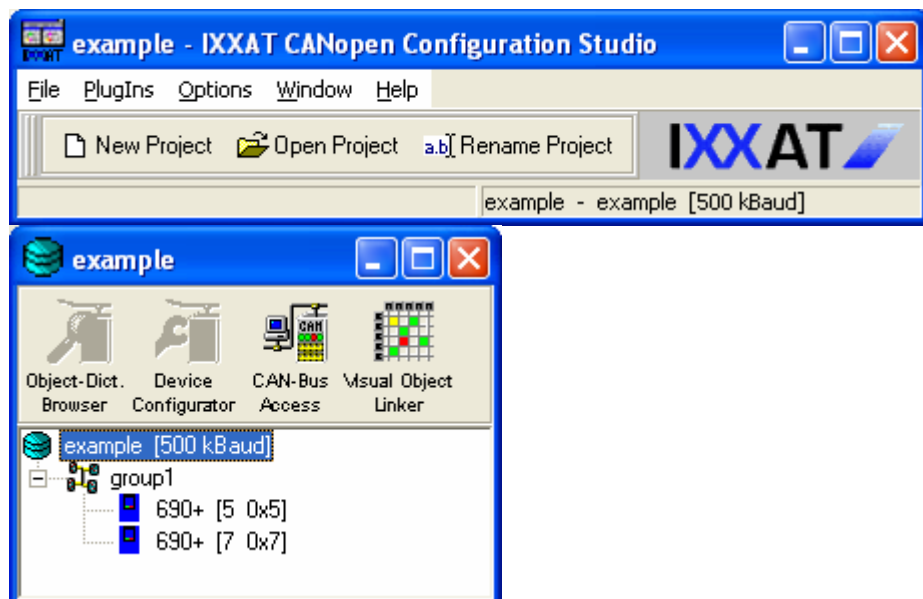 example - IXXAT CANopen Configuration Studio
IXXAT
File PlugIns Options Window Help
New Project Open Project a.b Rename Project IXXAT
example - example [500 kBaud]
example
CAN
Object-Dict. Browser Device Configurator CAN-Bus Access Visual Object Linker
example [500 kBaud]
group1
690+ [5 0x5]
690+ [7 0x7]